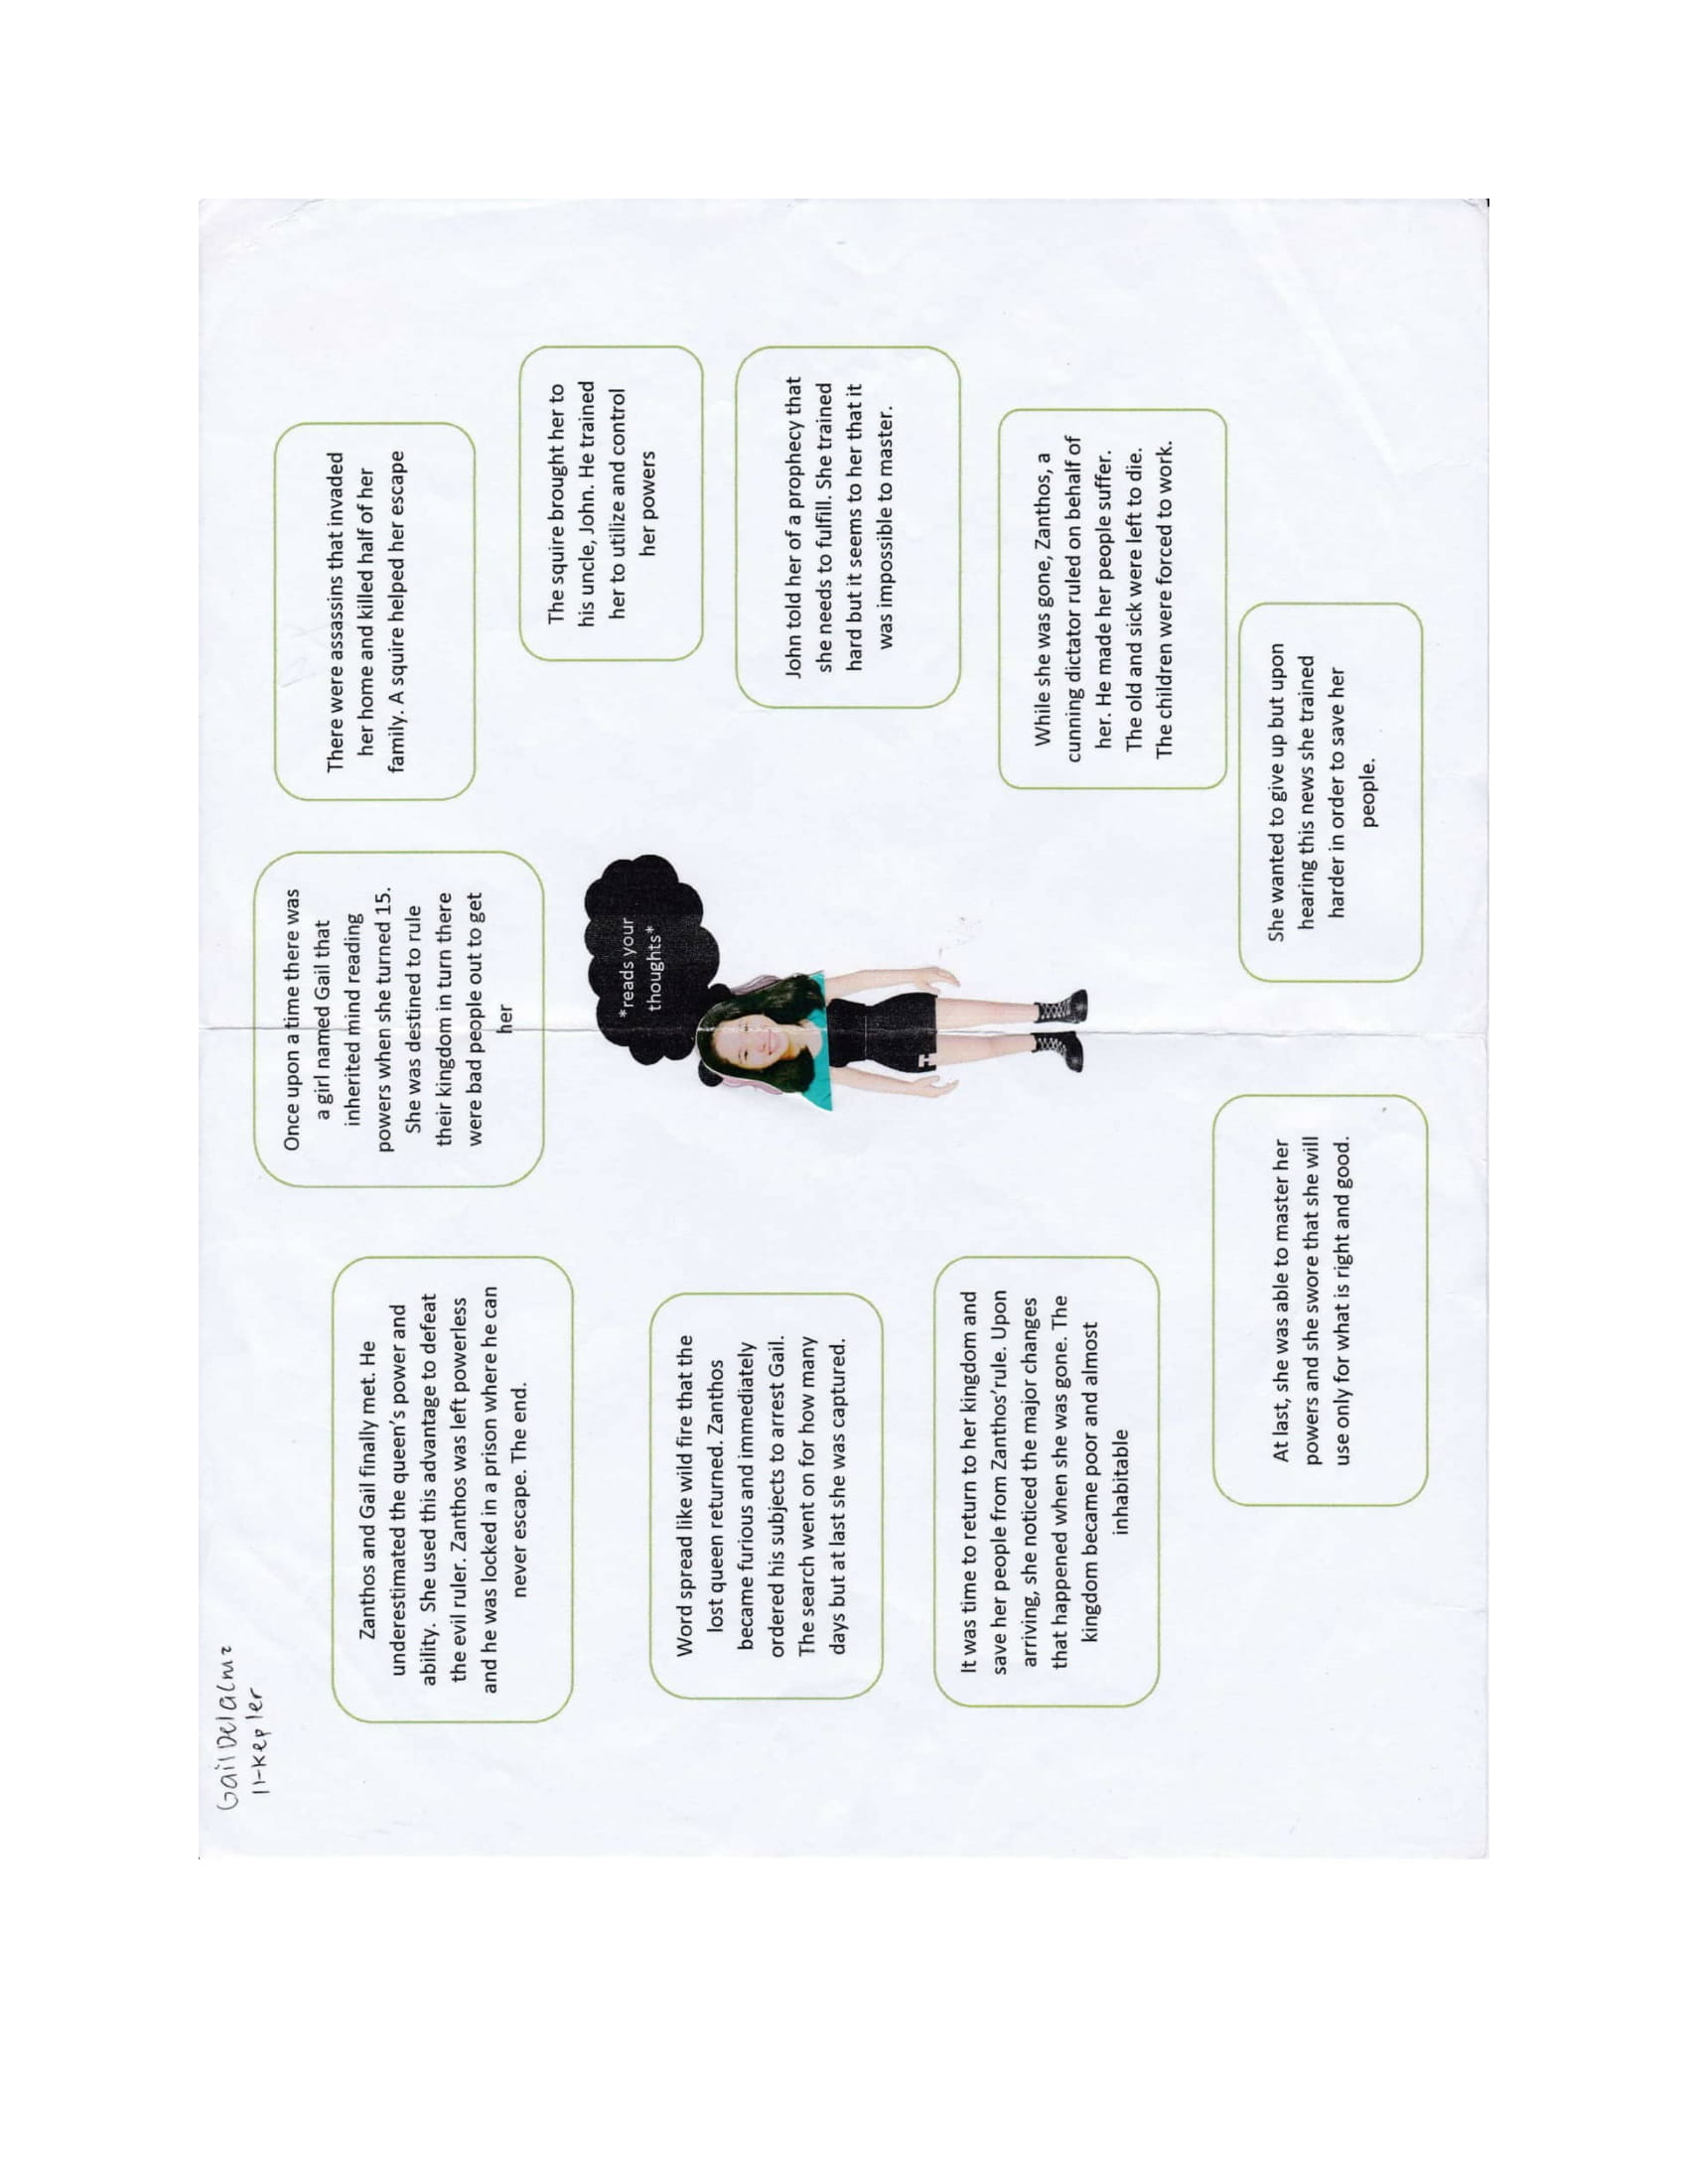 Gail
11-Kepler
Once upon a time there was
a girl named Gail that
inherited mind reading
powers when she turned 15.
She was destined to rule
their kingdom in turn there
were bad people out to get
her
There were assassins that invaded
her home and killed half of her
family. A squire helped her escape
The squire brought her to
his uncle, John. He trained
her to utilize and control
her powers
John told her of a prophecy that
she needs to fulfill. She trained
hard but it seems to her that it
was impossible to master.
While she was gone, Zanthos, a
cunning dictator ruled on behalf of
her. He made her people suffer.
The old and sick were left to die.
The children were forced to work.
She wanted to give up but upon
hearing this news she trained
harder in order to save her
people.
At last, she was able to master her
powers and she swore that she will
use only for what is right and good.
It was time to return to her kingdom and
save her people from Zanthos’rule. Upon
arriving, she noticed the major changes
that happened when she was gone. The
kingdom became poor and almost
inhabitable
Word spread like wild fire that the
lost queen returned. Zanthos
became furious and immediately
ordered his subjects to arrest Gail.
The search went on for how many
days but at last she was captured.
Zanthos and Gail finally met. He
underestimated the queen’s power and
ability.  She used this advantage to defeat
the evil ruler. Zanthos was left powerless
and he was locked in a prison where he can
never escape. The end.
*reads your
thoughts*